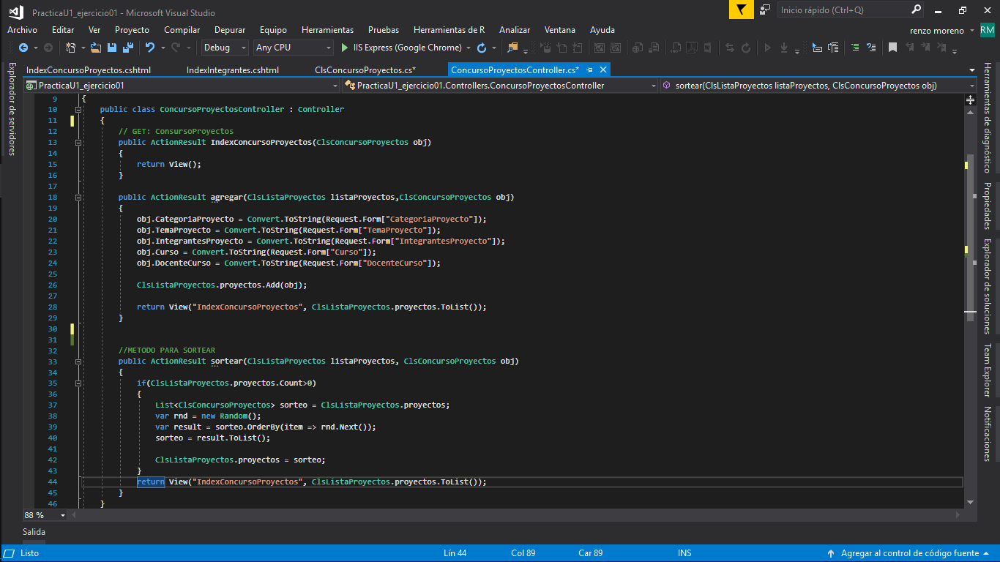 PracticaU1_ejercicio01 - Microsoft Visual Studio
Inicio rápido (Ctrl+Q)
Archivo Editar Ver Proyecto Compilar Depurar Equipo Herramientas Pruebas Herramientas de R Analizar Ventana Ayuda
renzo moreno RM
Debug Any CPU IIS Express (Google Chrome)
Explorador de servidores
IndexConcursoProyectos.cshtml IndexIntegrantes.cshtml ClsConcursoProyectos.cs* ConcursoProyectosController.cs*
PracticaU1_ejercicio01 PracticaU1_ejercicio01.Controllers.ConcursoProyectosController sortear(ClsListaProyectos listaProyectos, ClsConcursoProyectos obj)
9 {
10 public class ConcursoProyectosController : Controller
11 {
12 // GET: ConsursoProyectos
13 public ActionResult IndexConcursoProyectos(ClsConcursoProyectos obj)
14 {
15 return View();
16 }
17
18 public ActionResult agregar(ClsListaProyectos listaProyectos,ClsConcursoProyectos obj)
19 {
20 obj.CategoriaProyecto = Convert.ToString(Request.Form["CategoriaProyecto"]);
21 obj.TemaProyecto = Convert.ToString(Request.Form["TemaProyecto"]);
22 obj.IntegrantesProyecto = Convert.ToString(Request.Form["IntegrantesProyecto"]);
23 obj.Curso = Convert.ToString(Request.Form["Curso"]);
24 obj.DocenteCurso = Convert.ToString(Request.Form["DocenteCurso"]);
25
26 ClsListaProyectos.proyectos.Add(obj);
27
28 return View("IndexConcursoProyectos", ClsListaProyectos.proyectos.ToList());
29 }
30
31
32 //METODO PARA SORTEAR
33 public ActionResult sortear(ClsListaProyectos listaProyectos, ClsConcursoProyectos obj)
34 {
35 if(ClsListaProyectos.proyectos.Count>0)
36 {
37 List<ClsConcursoProyectos> sorteo = ClsListaProyectos.proyectos;
38 var rnd = new Random();
39 var result = sorteo.OrderBy(item => rnd.Next());
40 sorteo = result.ToList();
41
42 ClsListaProyectos.proyectos = sorteo;
43 }
44 return View("IndexConcursoProyectos", ClsListaProyectos.proyectos.ToList());
45 }
46 }
Herramientas de diagnóstico
Propiedades
Explorador de soluciones
Team Explorer
Notificaciones
88 %
Salida
Listo Lín 44 Col 89 Car 89 INS Agregar al control de código fuente